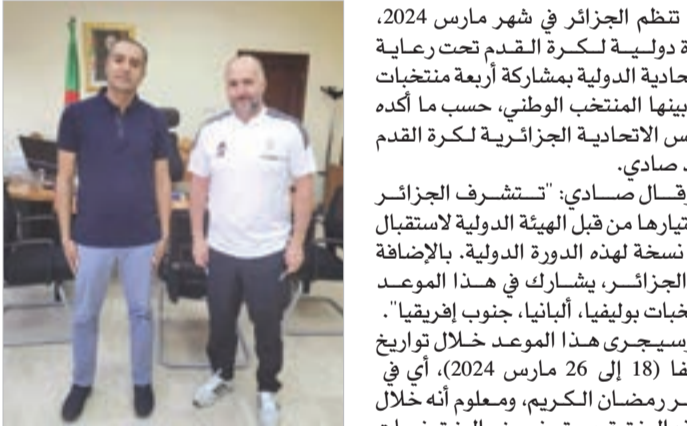 تنظم الجزائر في شهر مارس 2024،
دولية لكرة القدم تحت رعاية
الدولية بمشاركة أربعة منتخبات
بينها المنتخب الوطني، حسب ما أكده
الاتحادية الجزائرية لكرة القدم
صادي.
وقال صادي: "تتشرف الجزائر
من قبل الهيئة الدولية لاستقبال
نسخة لهذه الدورة الدولية. بالإضافة
الجزائر، يشارك في هذا الموعد
بوليفيا، ألبانيا، جنوب إفريقيا".
وسيجرى هذا الموعد خلال تواريخ
(18 إلى 26 مارس 2024)، أي في
رمضان الكريم، ومعلوم أنه خلال